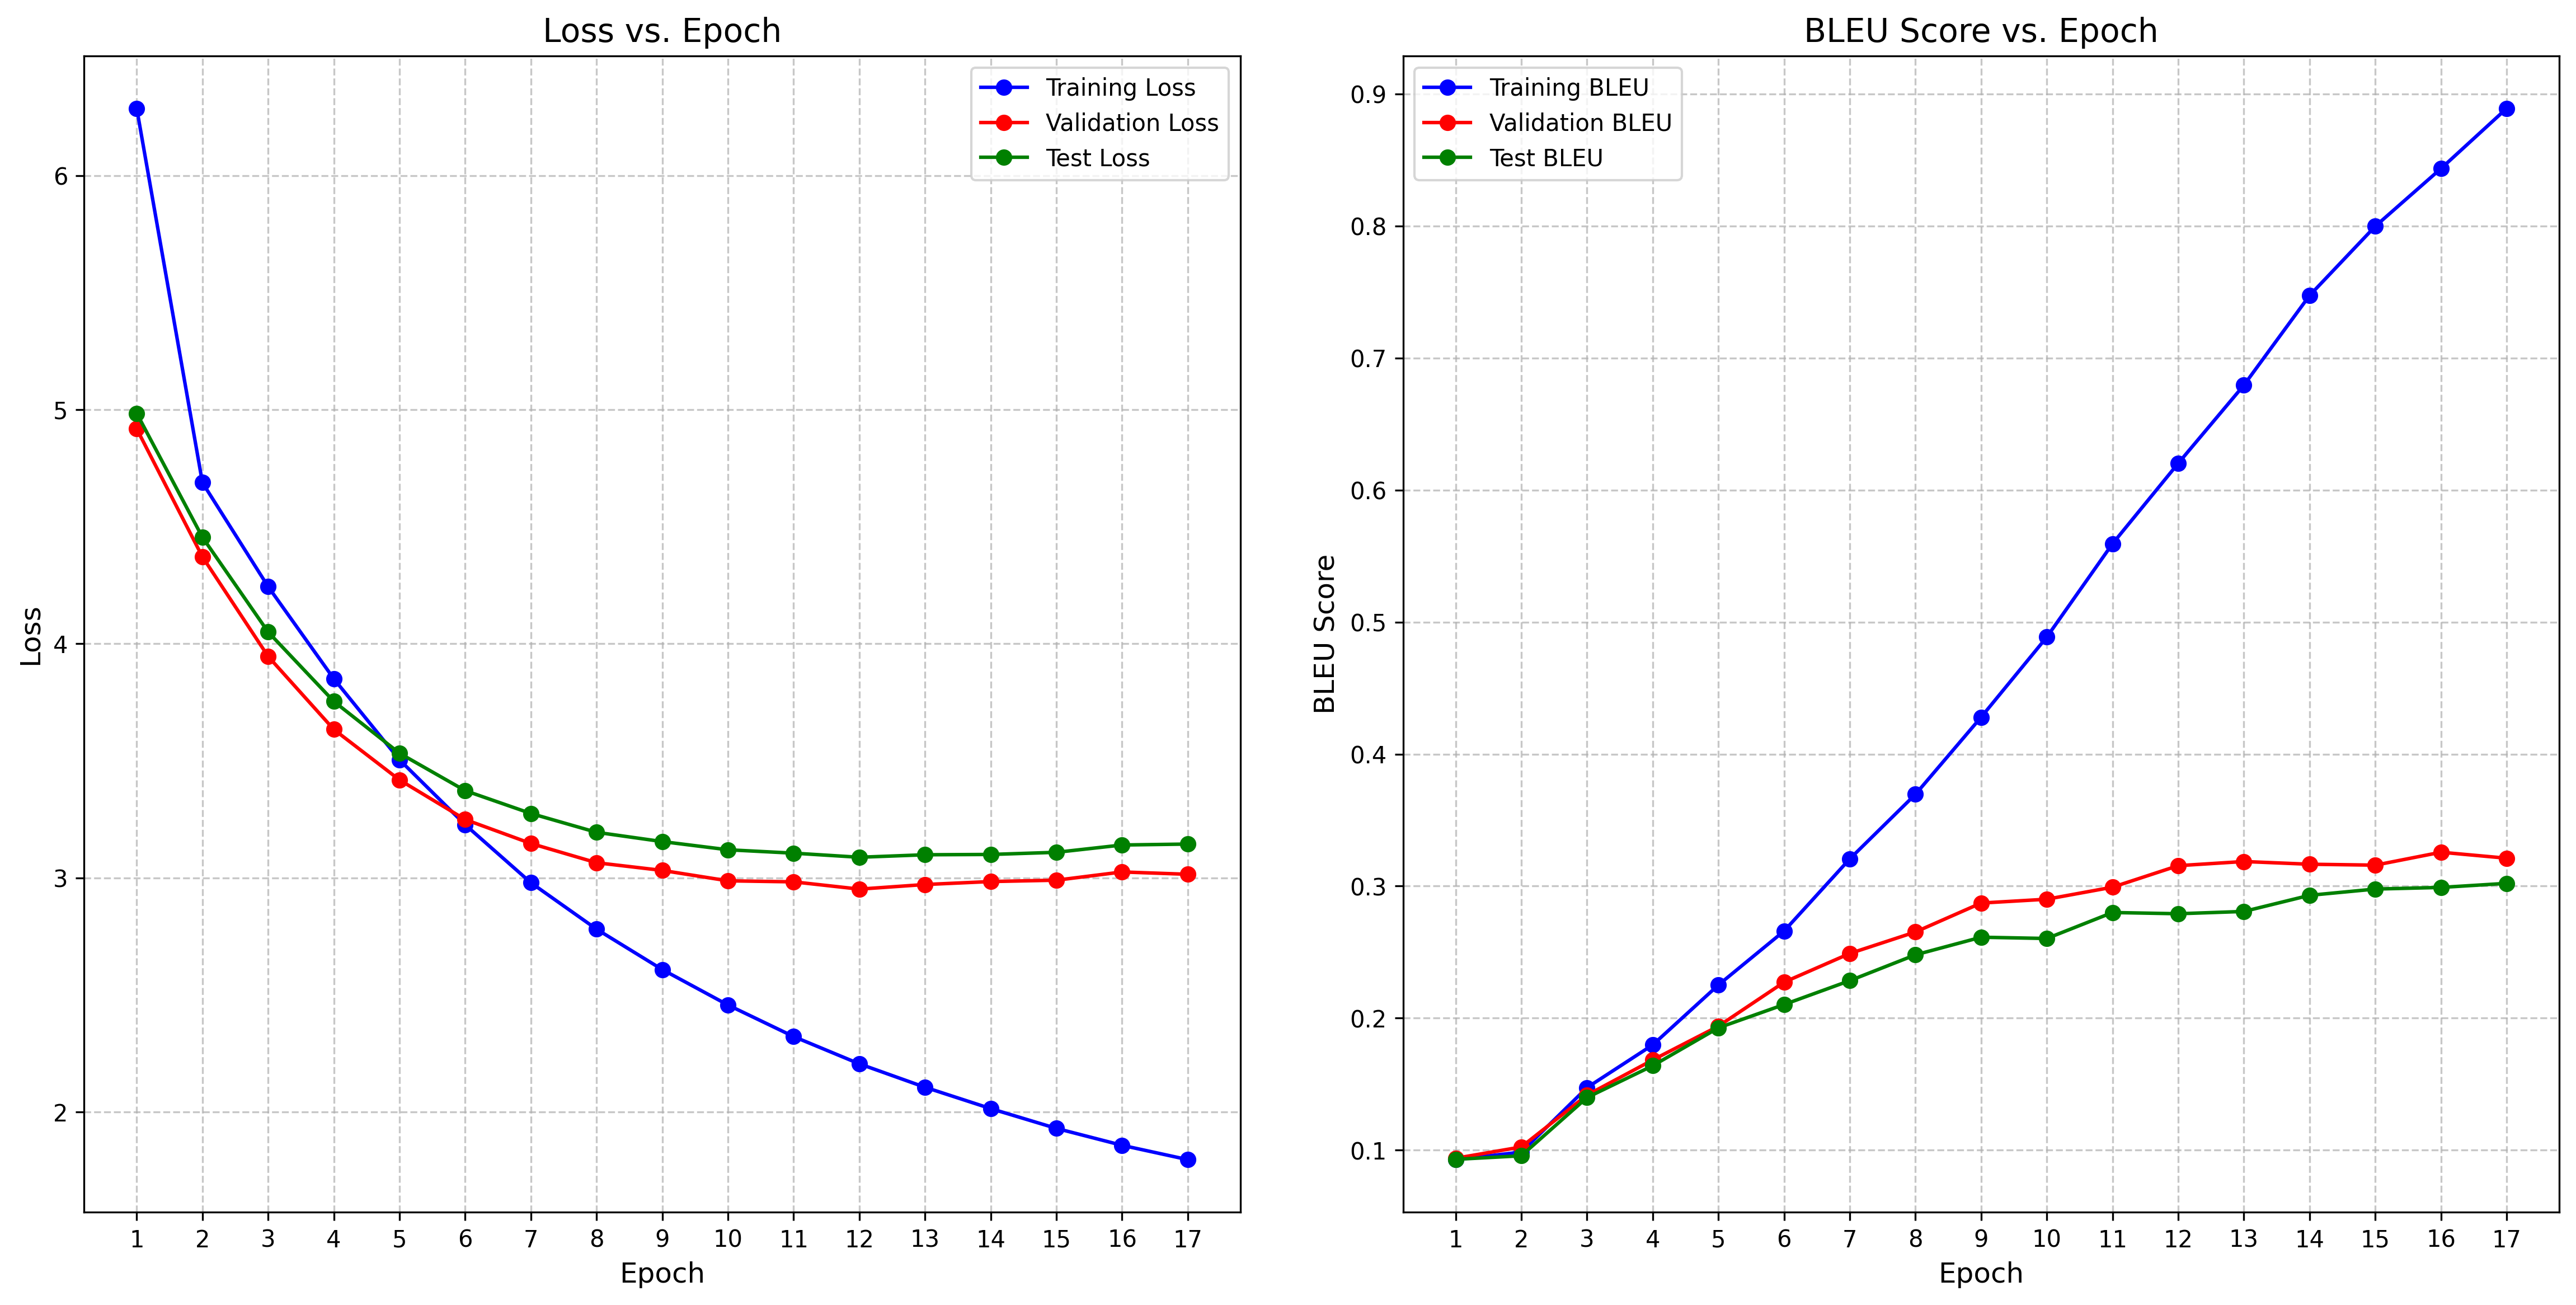 Loss vs. Epoch
Training Loss
Validation Loss
Test Loss
6
5
4
3
2
Loss
1 2 3 4 5 6 7 8 9 10 11 12 13 14 15 16 17
Epoch
BLEU Score vs. Epoch
Training BLEU
Validation BLEU
Test BLEU
0.9
0.8
0.7
0.6
0.5
0.4
0.3
0.2
0.1
BLEU Score
1 2 3 4 5 6 7 8 9 10 11 12 13 14 15 16 17
Epoch